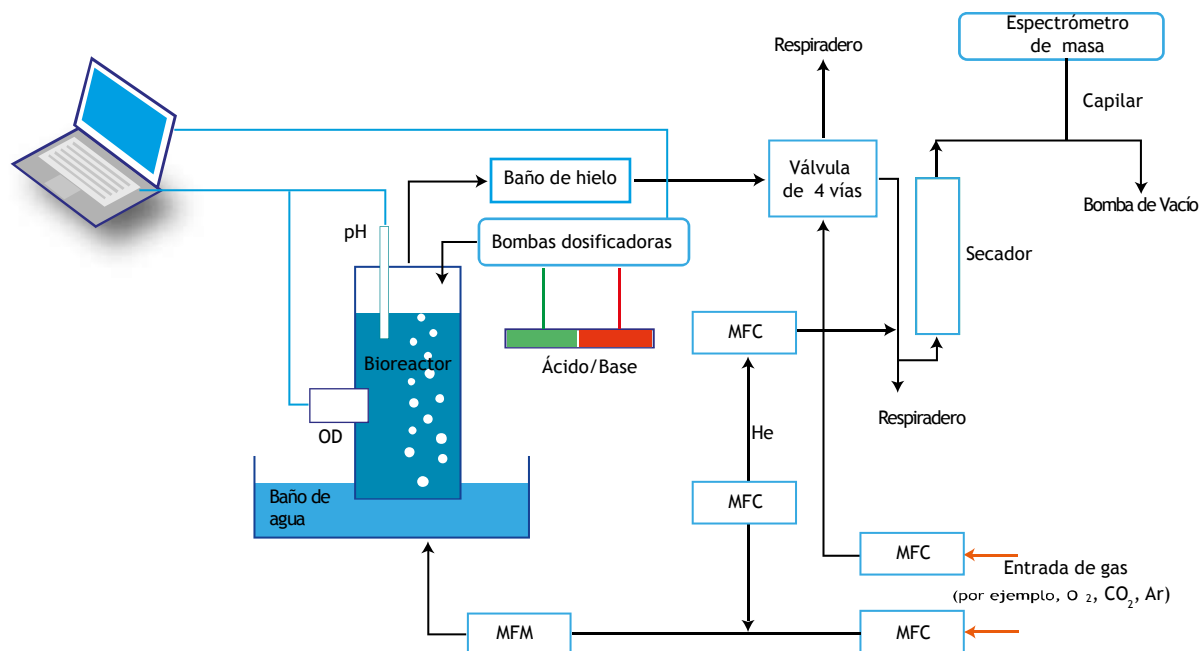 Espectrómetro
de masa
Respiradero
Capilar
Válvula
de 4 vías
Baño de hielo
Bomba de Vacío
pH
Bombas dosificadoras
Secador
MFC
Bioreactor
Ácido/Base
Respiradero
OD
He
Baño de
agua
MFC
MFC
Entrada de gas
(por ejemplo, O 2, CO2, Ar)
MFM
MFC